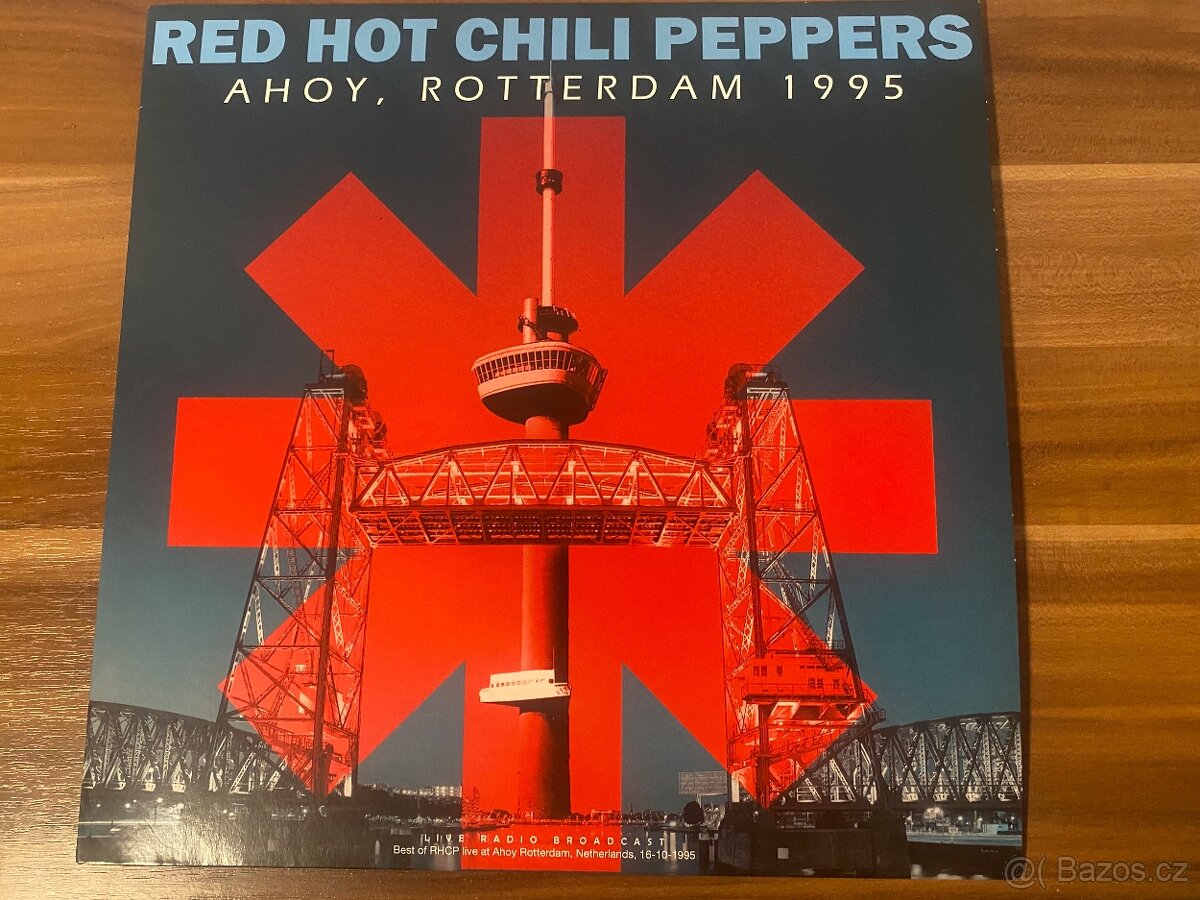 RED HOT CHILI PEPPERS
AHOY, ROTTERDAM 1995
LIVE RADIO BROADCAST
Best of RHCP live at Ahoy Rotterdam, Netherlands, 16-10-1995
@( Bazos.cz